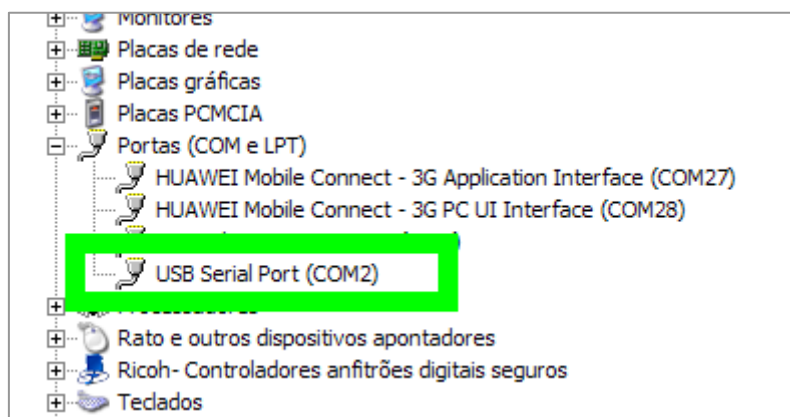 Monitores
Placas de rede
Placas gráficas
Placas PCMCIA
Portas (COM e LPT)
HUAWEI Mobile Connect - 3G Application Interface (COM27)
HUAWEI Mobile Connect - 3G PC UI Interface (COM28)
USB Serial Port (COM2)
Processadores
Rato e outros dispositivos apontadores
Ricoh- Controladores anfitrões digitais seguros
Teclados